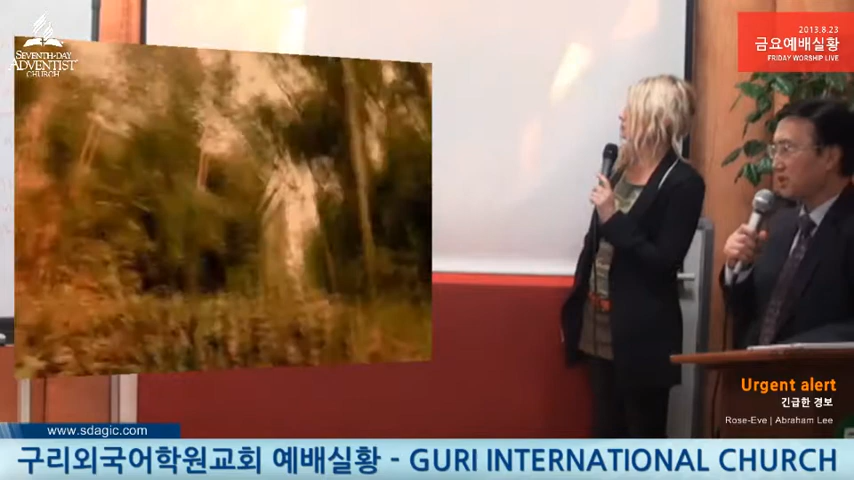 SEVENTH-DAY
ADVENTIST
CHURCH
2013.8.23
금요예배실황
FRIDAY WORSHIP LIVE
Urgent alert
긴급한 경보
Rose-Eve | Abraham Lee
www.sdagic.com
구리외국어학원교회 예배실황 - GURI INTERNATIONAL CHURCH